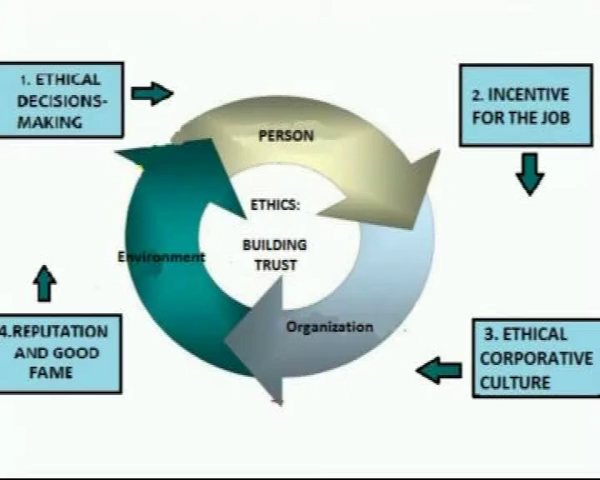 1. ETHICAL
DECISIONS-
MAKING
PERSON
2. INCENTIVE
FOR THE JOB
ETHICS:
BUILDING
TRUST
Environment
Organization
4.REPUTATION
AND GOOD
FAME
3. ETHICAL
CORPORATIVE
CULTURE